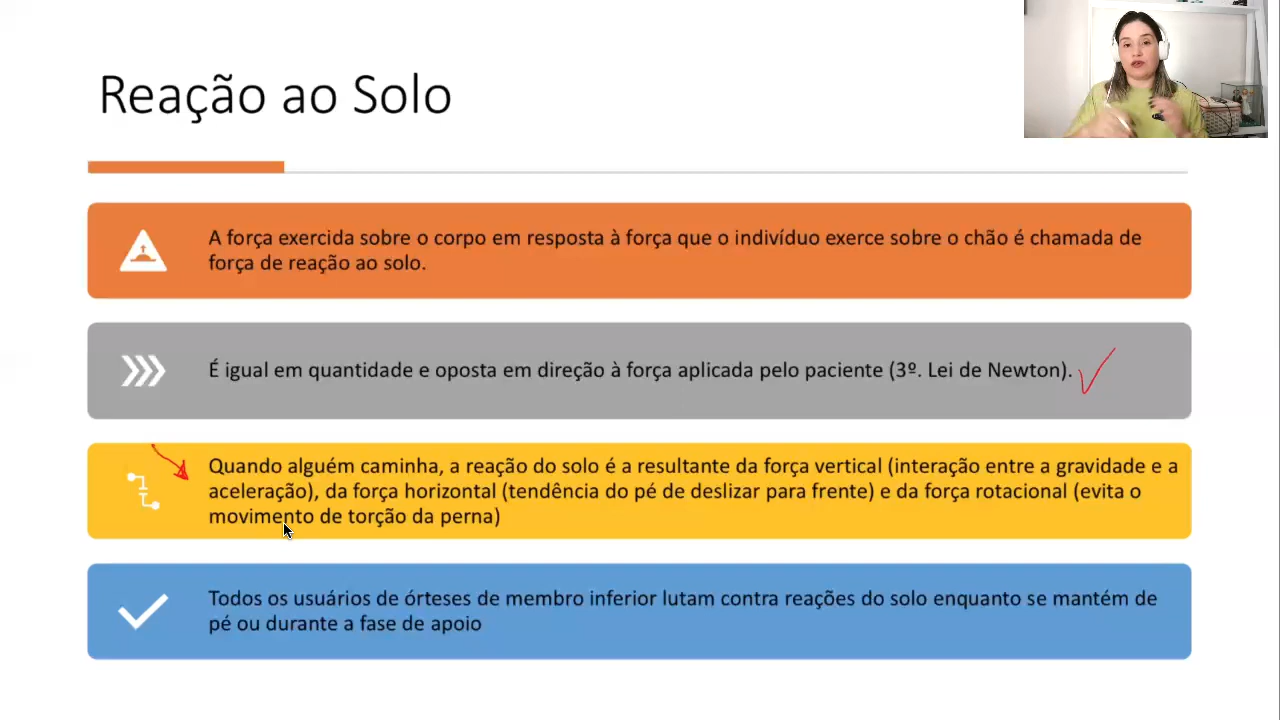 Reação ao Solo
A força exercida sobre o corpo em resposta à força que o indivíduo exerce sobre o chão é chamada de
força de reação ao solo.
É igual em quantidade e oposta em direção à força aplicada pelo paciente (3º. Lei de Newton).
Quando alguém caminha, a reação do solo é a resultante da força vertical (interação entre a gravidade e a
aceleração), da força horizontal (tendência do pé de deslizar para frente) e da força rotacional (evita o
movimento de torção da perna)
Todos os usuários de órteses de membro inferior lutam contra reações do solo enquanto se mantém de
pé ou durante a fase de apoio